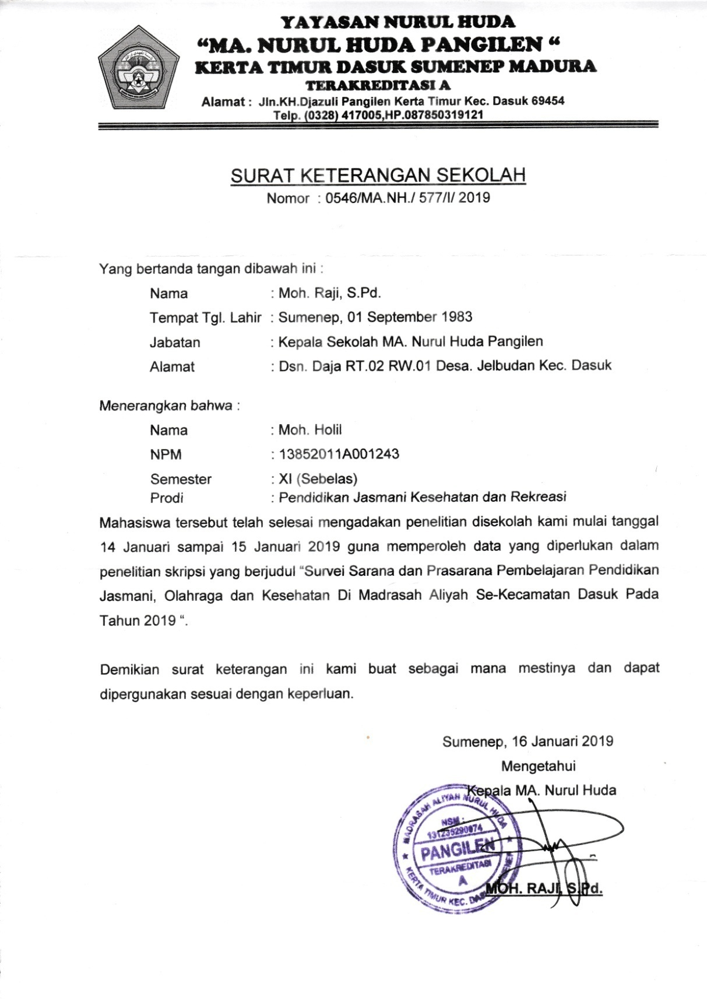 YAYASAN NURUL HUDA
“MA. NURUL HUDA PANGILEN “
KERTA TIMUR DASUK SUMENEP MADURA
TERAKREDITASI A
Alamat : Jln.KH.Djazuli Pangilen Kerta Timur Kec. Dasuk 69454
Telp. (0328) 417005,HP.087850319121
SURAT KETERANGAN SEKOLAH
Nomor : 0546/MA.NH./ 577/I/ 2019
Yang bertanda tangan dibawah ini :
Nama : Moh. Raji, S.Pd.
Tempat Tgl. Lahir : Sumenep, 01 September 1983
Jabatan : Kepala Sekolah MA. Nurul Huda Pangilen
Alamat : Dsn. Daja RT.02 RW.01 Desa. Jelbudan Kec. Dasuk
Menerangkan bahwa :
Nama : Moh. Holil
NPM : 13852011A001243
Semester : XI (Sebelas)
Prodi : Pendidikan Jasmani Kesehatan dan Rekreasi
Mahasiswa tersebut telah selesai mengadakan penelitian disekolah kami mulai tanggal
14 Januari sampai 15 Januari 2019 guna memperoleh data yang diperlukan dalam
penelitian skripsi yang berjudul “Survei Sarana dan Prasarana Pembelajaran Pendidikan
Jasmani, Olahraga dan Kesehatan Di Madrasah Aliyah Se-Kecamatan Dasuk Pada
Tahun 2019 “.
Demikian surat keterangan ini kami buat sebagai mana mestinya dan dapat
dipergunakan sesuai dengan keperluan.
Sumenep, 16 Januari 2019
Mengetahui
Kepala MA. Nurul Huda
MADRASAH ALIYAH NURUL HUDA
NSM :
131235290074
PANGILEN
TERAKREDITASI
A
KERTA TIMUR KEC. DASUK SUMENEP
MOH. RAJI, S.Pd.